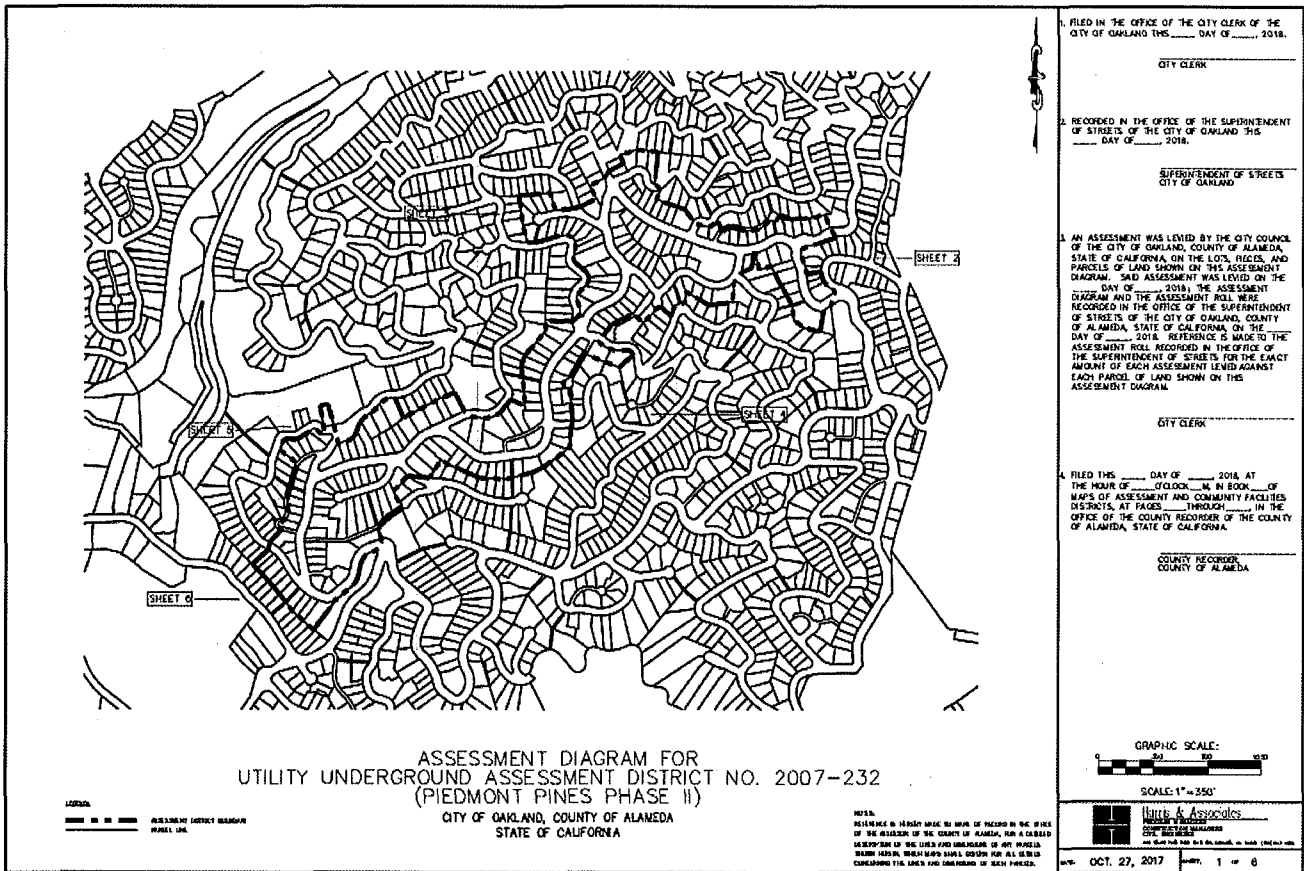 SHEET 2
SHEET 4
SHEET 5
SHEET 6
ASSESSMENT DIAGRAM FOR
UTILITY UNDERGROUND ASSESSMENT DISTRICT NO. 2007-232
(PIEDMONT PINES PHASE II)
CITY OF OAKLAND, COUNTY OF ALAMEDA
STATE OF CALIFORNIA
LEGEND
ASSESSMENT DISTRICT BOUNDARY
PARCEL LINE
1. FILED IN THE OFFICE OF THE CITY CLERK OF THE
CITY OF OAKLAND THIS ____ DAY OF ____, 2018.
CITY CLERK
2. RECORDED IN THE OFFICE OF THE SUPERINTENDENT
OF STREETS OF THE CITY OF OAKLAND THIS
____ DAY OF ____, 2018.
SUPERINTENDENT OF STREETS
CITY OF OAKLAND
3. AN ASSESSMENT WAS LEVIED BY THE CITY COUNCIL
OF THE CITY OF OAKLAND, COUNTY OF ALAMEDA,
STATE OF CALIFORNIA, ON THE LOTS, PIECES, AND
PARCELS OF LAND SHOWN ON THIS ASSESSMENT
DIAGRAM. SAID ASSESSMENT WAS LEVIED ON THE
____ DAY OF ____, 2018; THE ASSESSMENT
DIAGRAM AND THE ASSESSMENT ROLL WERE
RECORDED IN THE OFFICE OF THE SUPERINTENDENT
OF STREETS OF THE CITY OF OAKLAND, COUNTY
OF ALAMEDA, STATE OF CALIFORNIA, ON THE ____
DAY OF ____, 2018. REFERENCE IS MADE TO THE
ASSESSMENT ROLL RECORDED IN THE OFFICE OF
THE SUPERINTENDENT OF STREETS FOR THE EXACT
AMOUNT OF EACH ASSESSMENT LEVIED AGAINST
EACH PARCEL OF LAND SHOWN ON THIS
ASSESSMENT DIAGRAM.
CITY CLERK
4. FILED THIS ____ DAY OF ____, 2018, AT
THE HOUR OF ____ O'CLOCK __M, IN BOOK ___ OF
MAPS OF ASSESSMENT AND COMMUNITY FACILITIES
DISTRICTS, AT PAGES ____ THROUGH ____, IN THE
OFFICE OF THE COUNTY RECORDER OF THE COUNTY
OF ALAMEDA, STATE OF CALIFORNIA.
COUNTY RECORDER,
COUNTY OF ALAMEDA
GRAPHIC SCALE:
0
SCALE: 1" = 350'
Harris & Associates
DATE: OCT. 27, 2017 SHEET: 1 OF 6